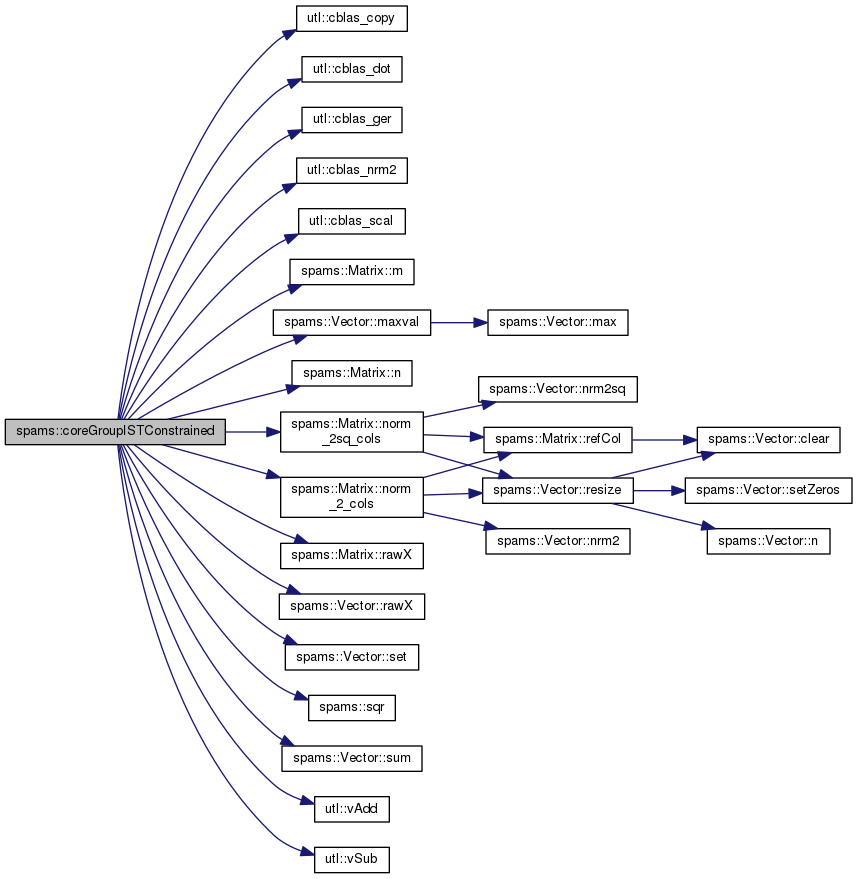 spams::coreGroupISTConstrained
utl::cblas_copy
utl::cblas_dot
utl::cblas_ger
utl::cblas_nrm2
utl::cblas_scal
spams::Matrix::m
spams::Vector::maxval
spams::Vector::max
spams::Matrix::n
spams::Matrix::norm
_2sq_cols
spams::Vector::nrm2sq
spams::Matrix::refCol
spams::Vector::clear
spams::Matrix::norm
_2_cols
spams::Vector::resize
spams::Vector::setZeros
spams::Vector::nrm2
spams::Vector::n
spams::Matrix::rawX
spams::Vector::rawX
spams::Vector::set
spams::sqr
spams::Vector::sum
utl::vAdd
utl::vSub